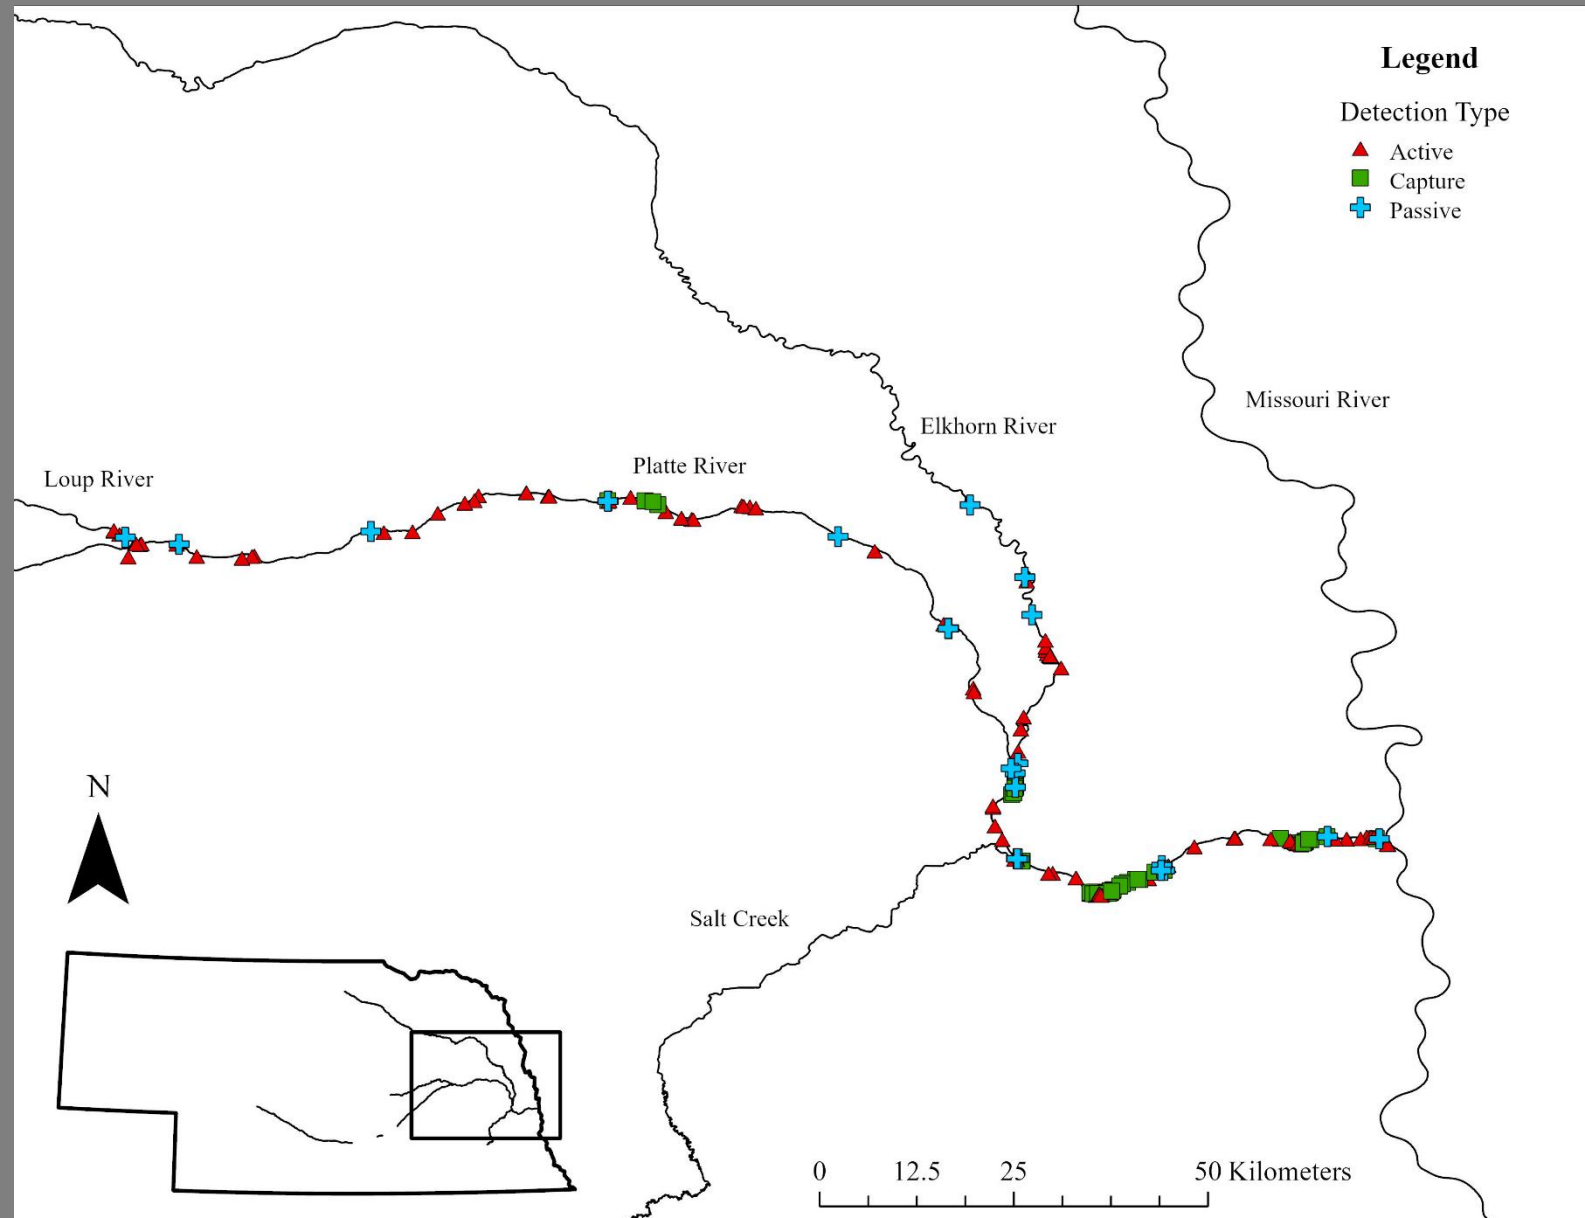 Legend
Detection Type
Active
Capture
Passive
Missouri River
Elkhorn River
Platte River
Loup River
N
Salt Creek
0 12.5 25 50 Kilometers